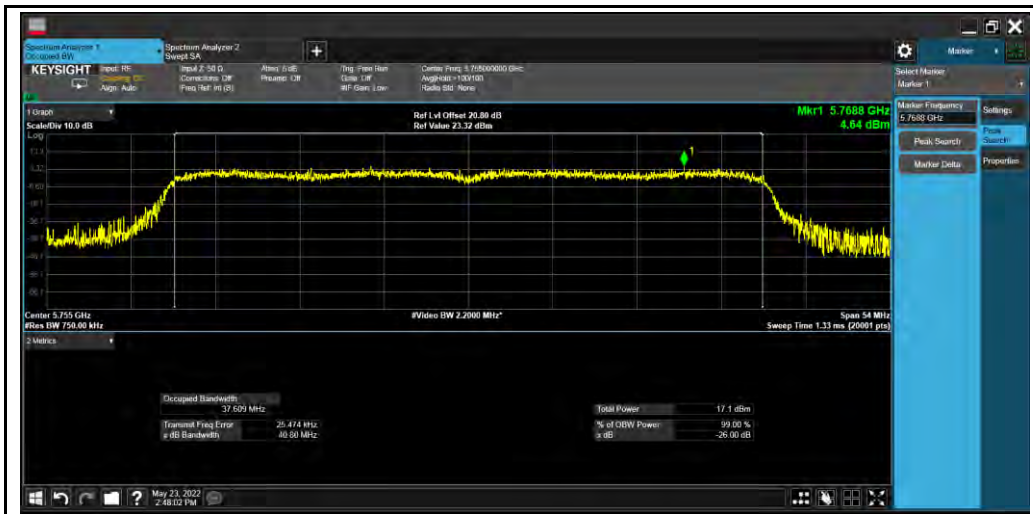 Spectrum Analyzer 1
Occupied BW
Spectrum Analyzer 2
Swept SA
+
Marker
KEYSIGHT
Input: RF
Coupling: DC
Align: Auto
Input Z: 50 Ω
Corrections: Off
Freq Ref: Int (S)
Atten: 6 dB
Preamp: Off
Trig: Free Run
Gate: Off
#IF Gain: Low
Center Freq: 5.755000000 GHz
Avg|Hold:>100/100
Radio Std: None
Select Marker
Marker 1
1 Graph
Scale/Div 10.0 dB
Log
Ref Lvl Offset 20.80 dB
Ref Value 23.32 dBm
Mkr1 5.7688 GHz
4.64 dBm
Marker Frequency
5.7688 GHz
Settings
Peak Search
Peak Search
Marker Delta
Properties
1
Center 5.755 GHz
#Res BW 750.00 kHz
#Video BW 2.2000 MHz*
Span 54 MHz
Sweep Time 1.33 ms (20001 pts)
2 Metrics
Occupied Bandwidth
37.609 MHz
Transmit Freq Error 25.474 kHz
x dB Bandwidth 40.80 MHz
Total Power 17.1 dBm
% of OBW Power 99.00 %
x dB -26.00 dB
?
May 23, 2022
2:48:02 PM